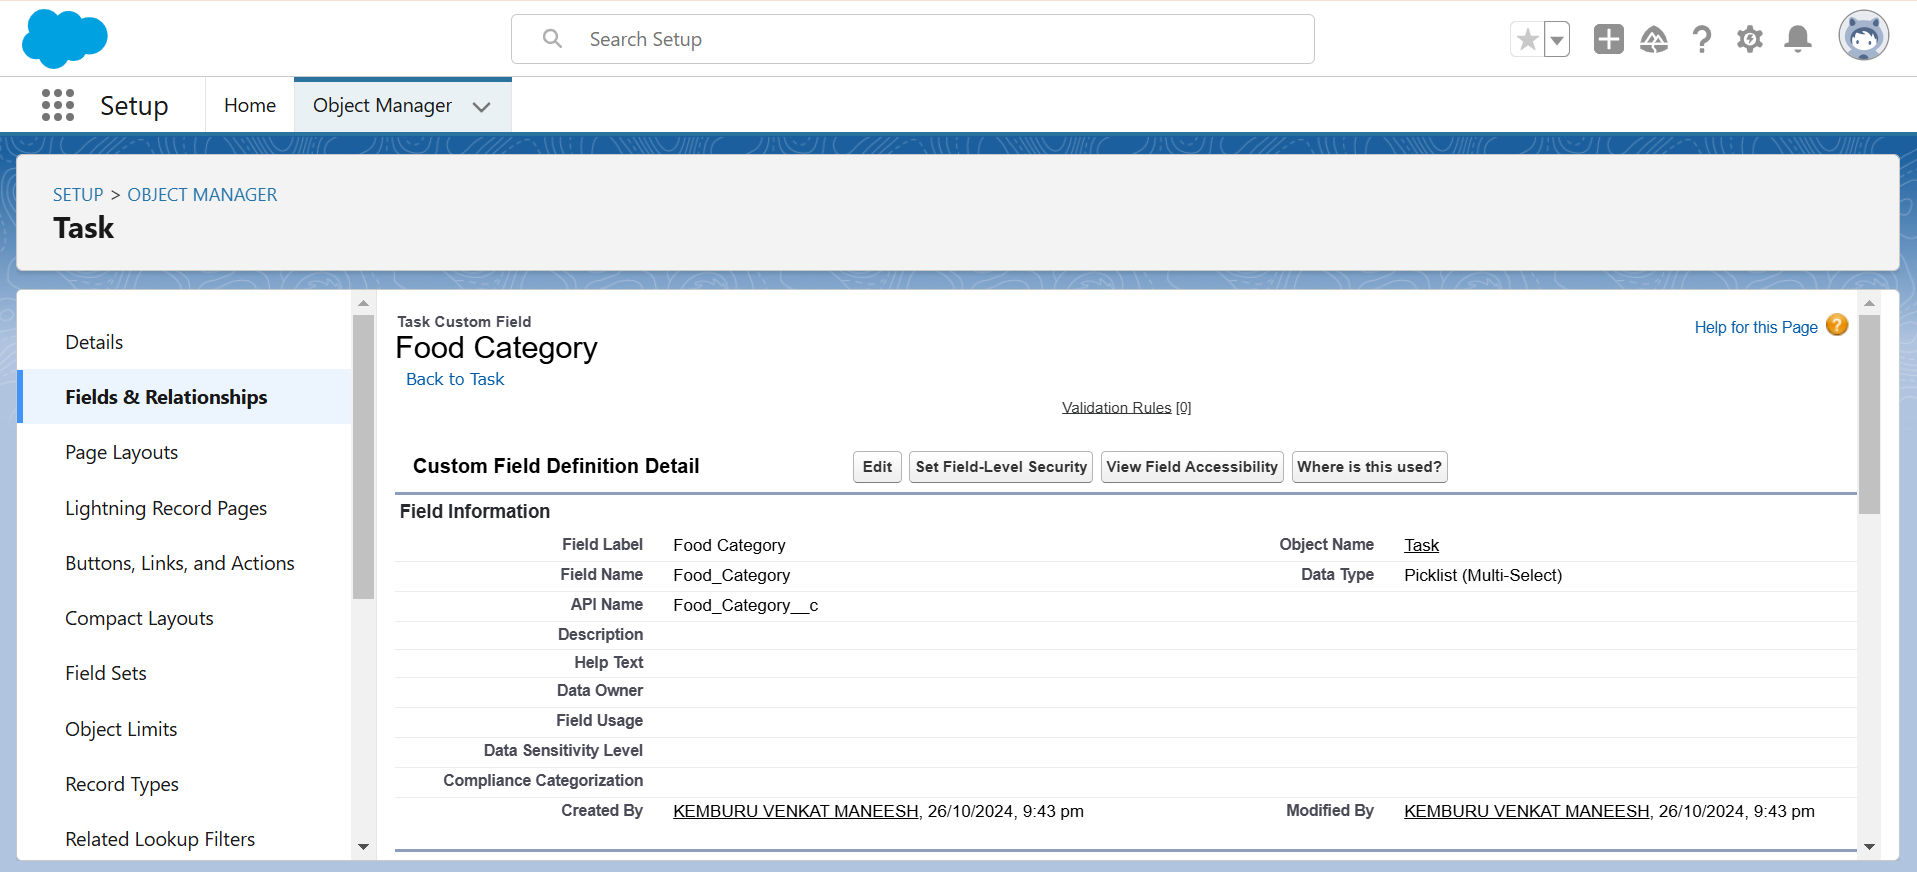 Search Setup
Setup
Home
Object Manager
SETUP > OBJECT MANAGER
Task
Details
Fields & Relationships
Page Layouts
Lightning Record Pages
Buttons, Links, and Actions
Compact Layouts
Field Sets
Object Limits
Record Types
Related Lookup Filters
Task Custom Field
Food Category
Back to Task
Help for this Page ?
Validation Rules [0]
Custom Field Definition Detail
Edit
Set Field-Level Security
View Field Accessibility
Where is this used?
Field Information
Field Label Food Category Object Name Task
Field Name Food_Category Data Type Picklist (Multi-Select)
API Name Food_Category__c
Description
Help Text
Data Owner
Field Usage
Data Sensitivity Level
Compliance Categorization
Created By KEMBURU VENKAT MANEESH, 26/10/2024, 9:43 pm Modified By KEMBURU VENKAT MANEESH, 26/10/2024, 9:43 pm